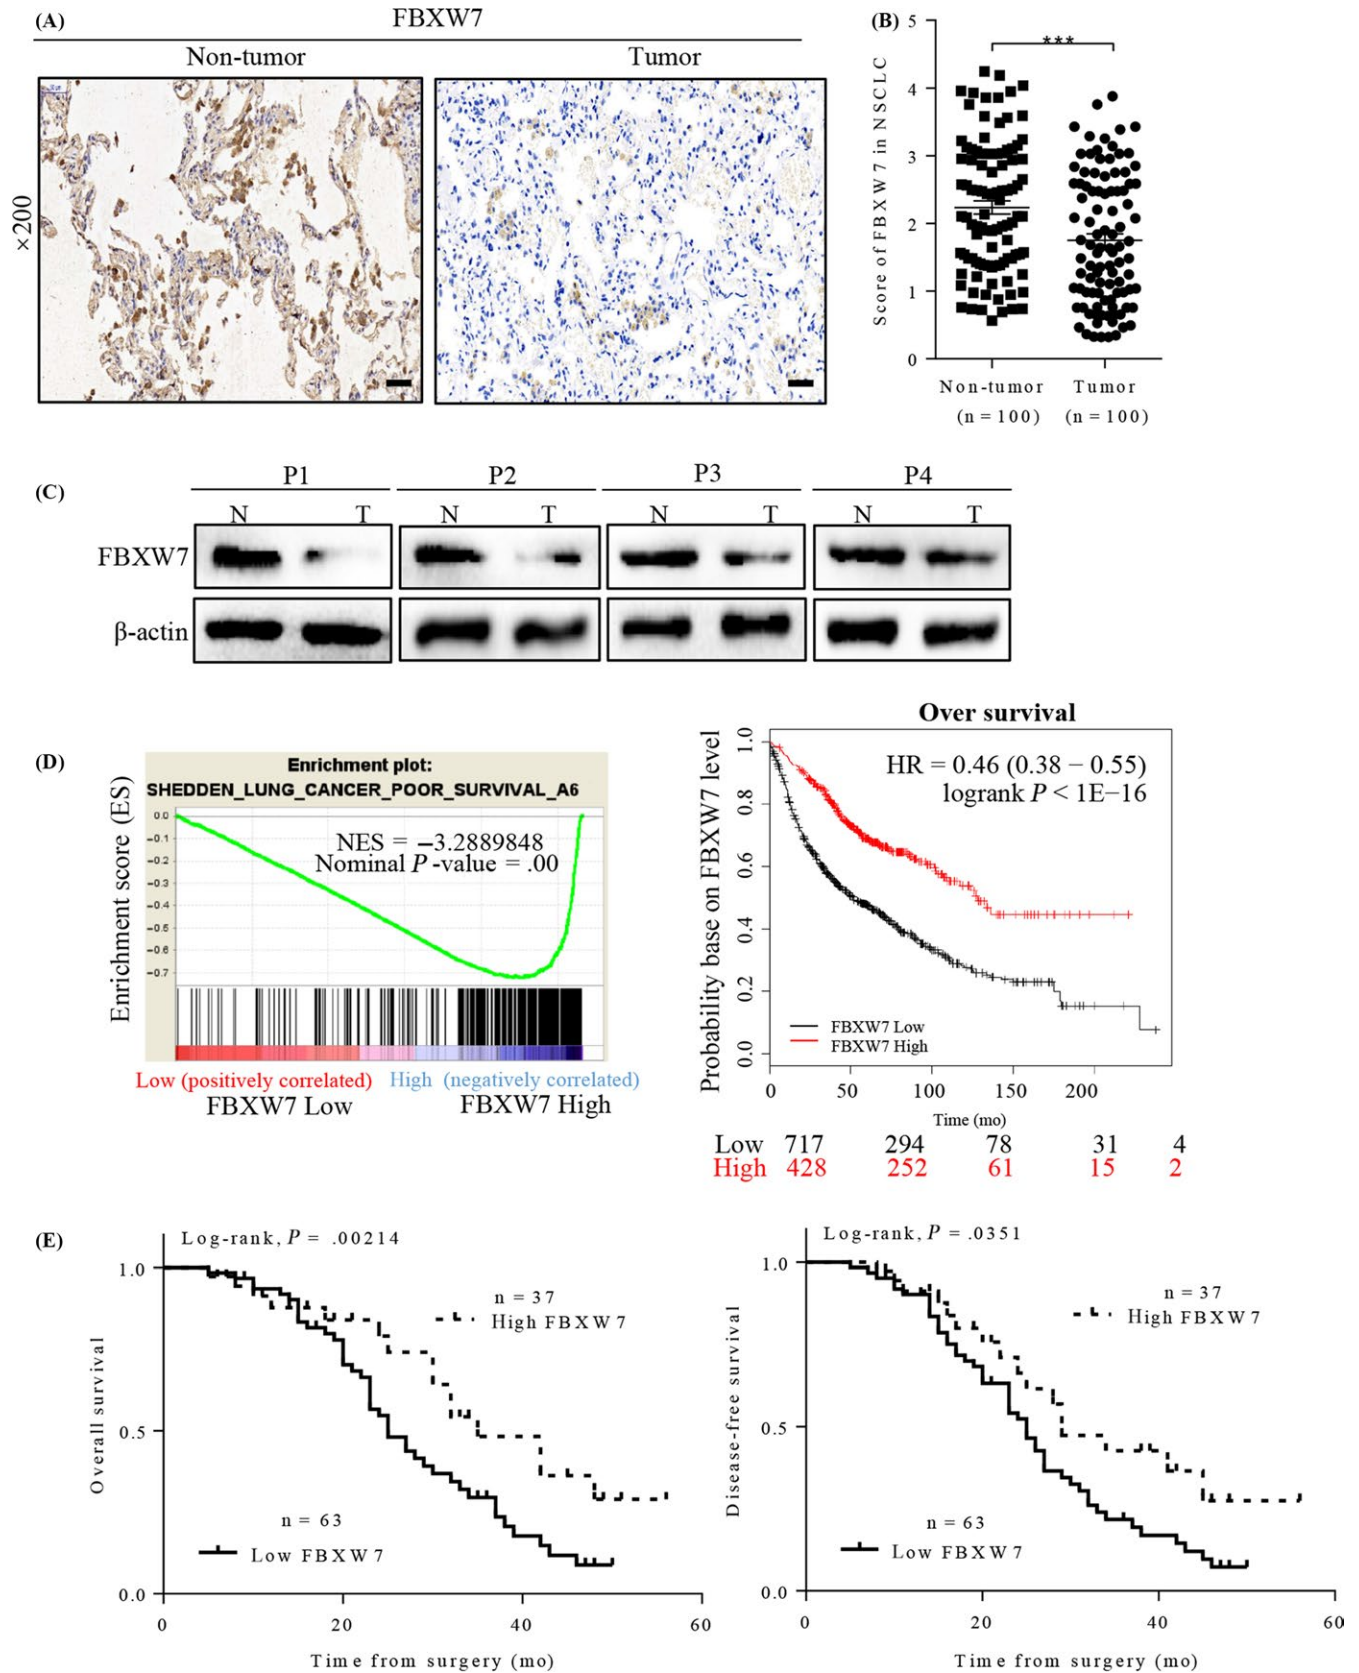 (A)
FBXW7
Non-tumor
Tumor
×200
(B)
Score of FBXW7 in NSCLC
5
4
3
2
1
0
***
Non-tumor
(n = 100)
Tumor
(n = 100)
(C)
P1
P2
P3
P4
N
T
N
T
N
T
N
T
FBXW7
β-actin
(D)
Enrichment plot:
SHEDDEN_LUNG_CANCER_POOR_SURVIVAL_A6
Enrichment score (ES)
0.0
−0.1
−0.2
−0.3
−0.4
−0.5
−0.6
−0.7
NES = −3.2889848
Nominal P-value = .00
Low (positively correlated)
High (negatively correlated)
FBXW7 Low
FBXW7 High
Over survival
HR = 0.46 (0.38 − 0.55)
logrank P < 1E−16
Probability base on FBXW7 level
1.0
0.8
0.6
0.4
0.2
0.0
FBXW7 Low
FBXW7 High
0
50
100
150
200
Time (mo)
Low 717 294 78 31 4
High 428 252 61 15 2
(E)
Log-rank, P = .00214
Overall survival
1.0
0.5
0.0
n = 37
High FBXW7
n = 63
Low FBXW7
0
20
40
60
Time from surgery (mo)
Log-rank, P = .0351
Disease-free survival
1.0
0.5
0.0
n = 37
High FBXW7
n = 63
Low FBXW7
0
20
40
60
Time from surgery (mo)